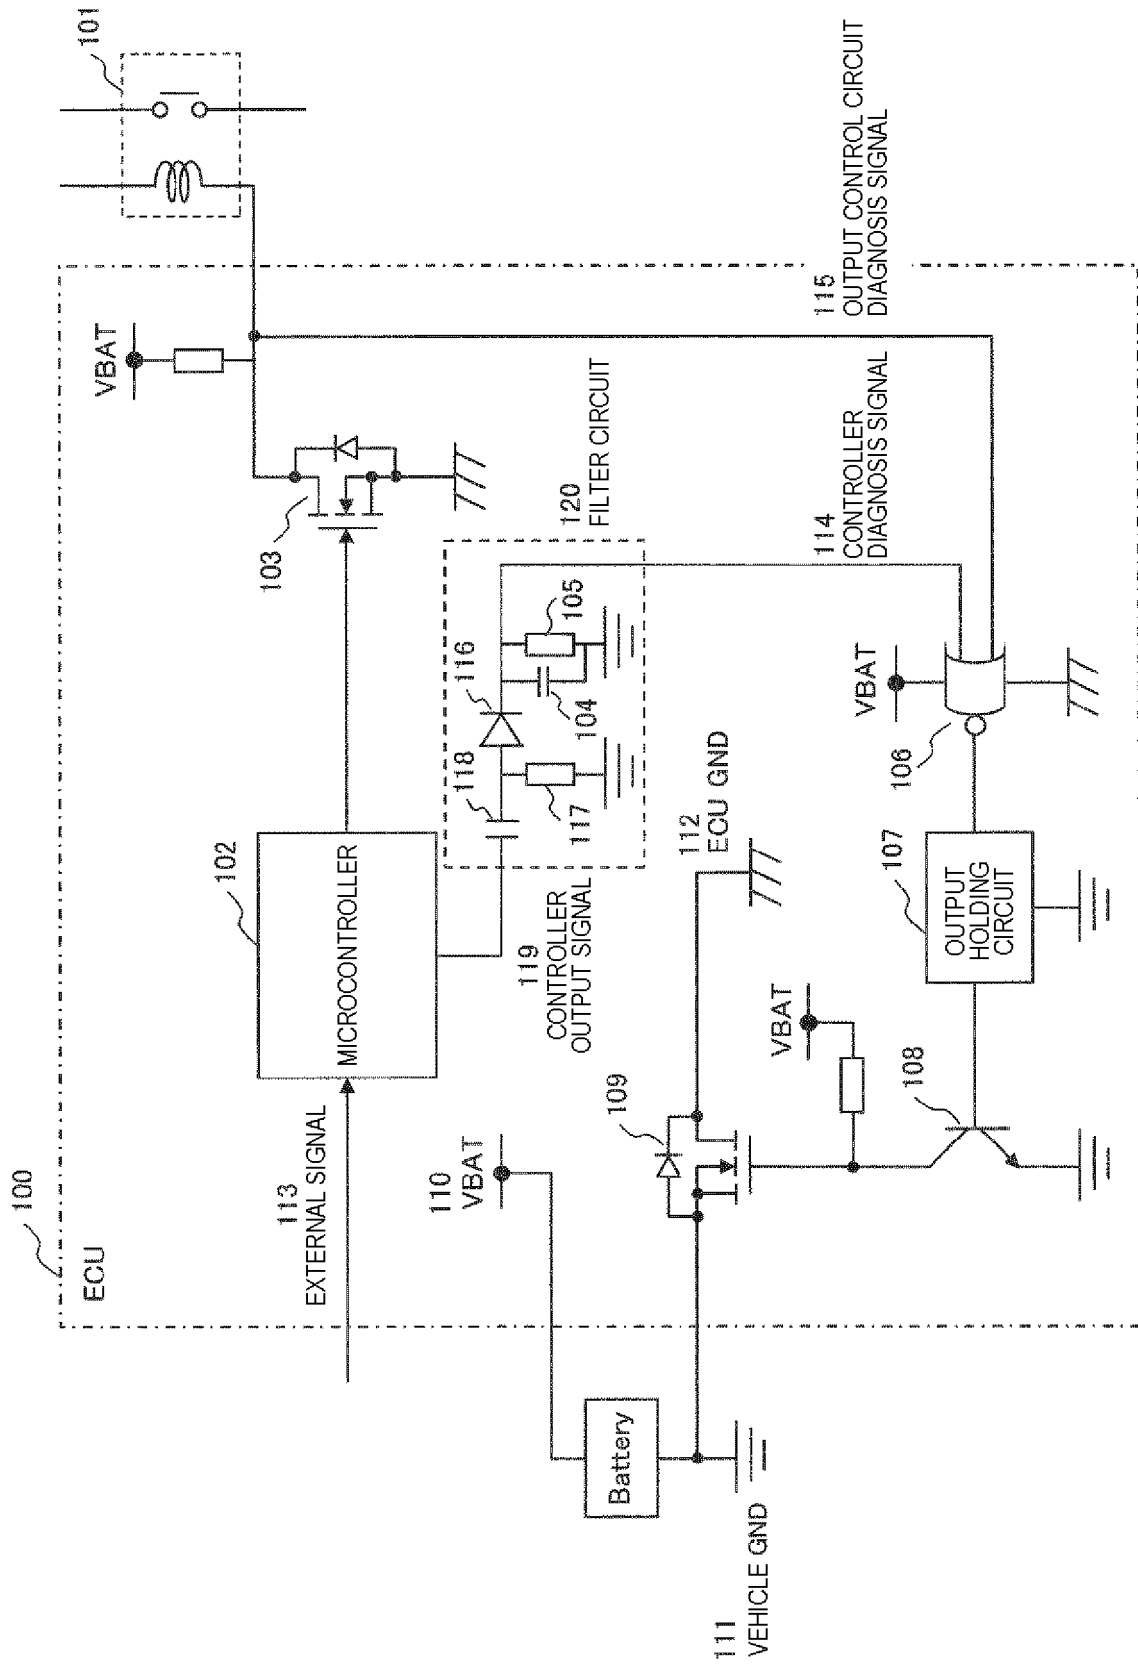 100
ECU
113
EXTERNAL SIGNAL
102
MICROCONTROLLER
103
VBAT
101
110
VBAT
119
CONTROLLER
OUTPUT SIGNAL
118
117
116
104
105
120
FILTER CIRCUIT
Battery
111
VEHICLE GND
109
112
ECU GND
VBAT
108
107
OUTPUT
HOLDING
CIRCUIT
106
VBAT
114
CONTROLLER
DIAGNOSIS SIGNAL
115
OUTPUT CONTROL CIRCUIT
DIAGNOSIS SIGNAL